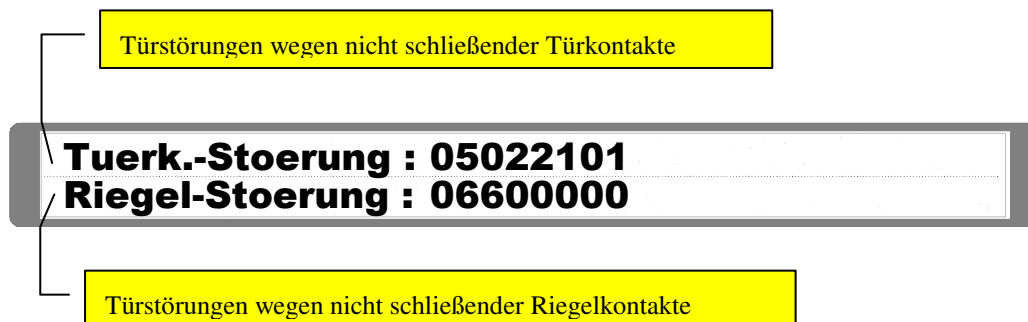 Türstörungen wegen nicht schließender Türkontakte
Tuerk.-Stoerung : 05022101
Riegel-Stoerung : 06600000
Türstörungen wegen nicht schließender Riegelkontakte